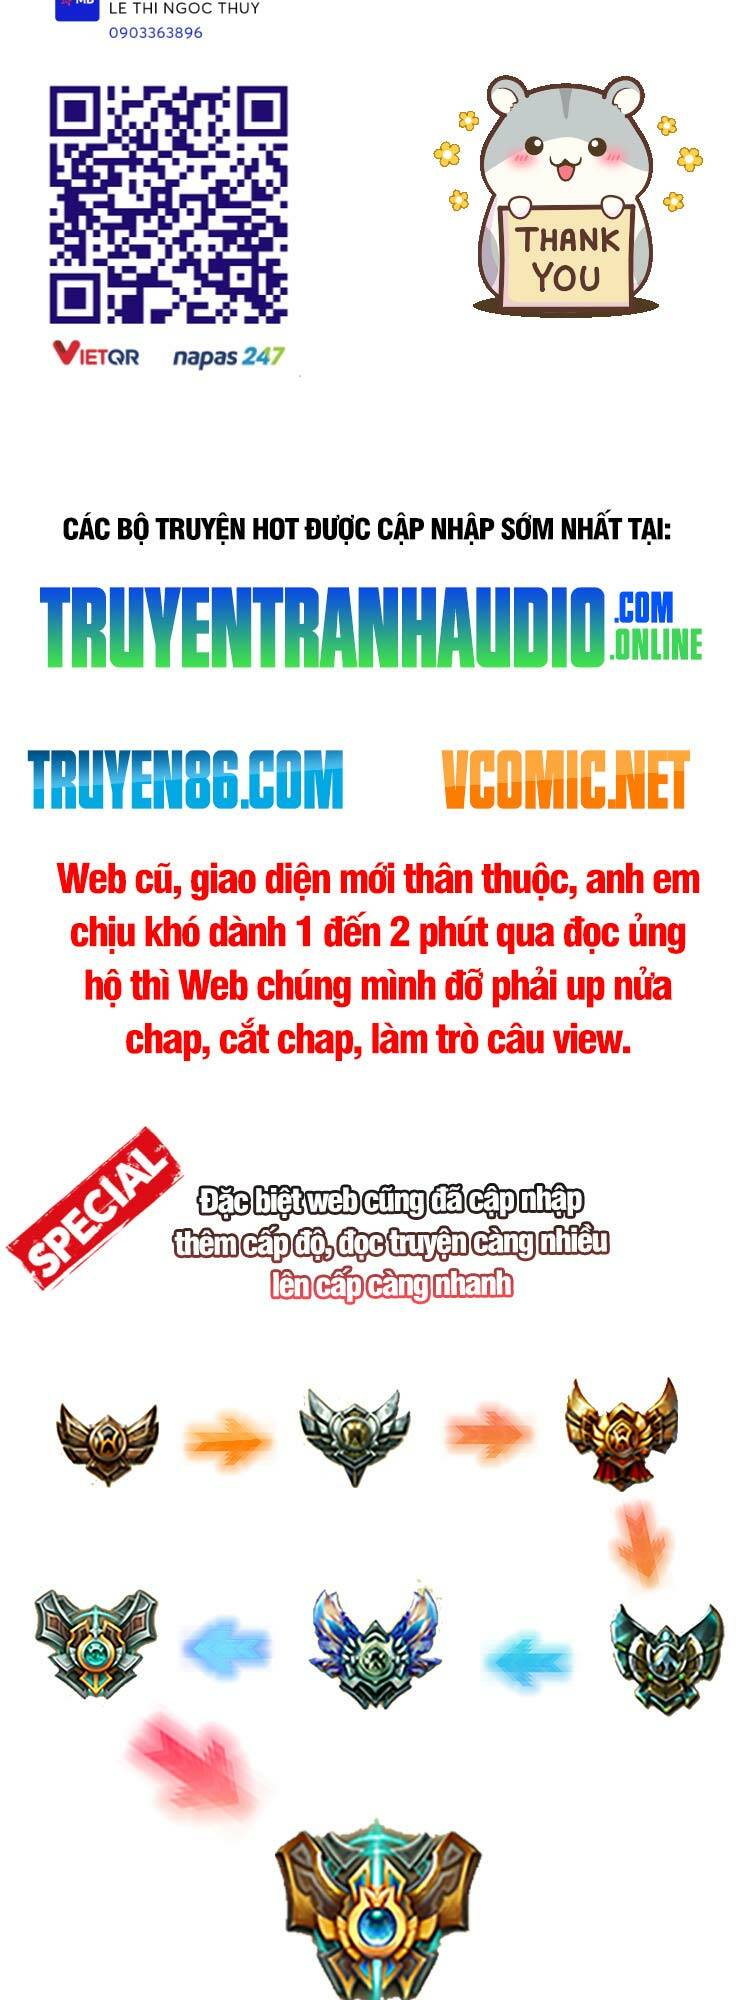 MB
LE THI NGOC THUY
0903363896
VIETQR napas 247
THANK
YOU
CÁC BỘ TRUYỆN HOT ĐƯỢC CẬP NHẬP SỚM NHẤT TẠI:
TRUYENTRANHAUDIO.COM
.ONLINE
TRUYEN86.COM
VCOMIC.NET
Web cũ, giao diện mới thân thuộc, anh em
chịu khó dành 1 đến 2 phút qua đọc ủng
hộ thì Web chúng mình đỡ phải up nửa
chap, cắt chap, làm trò câu view.
SPECIAL
Đặc biệt web cũng đã cập nhập
thêm cấp độ, đọc truyện càng nhiều
lên cấp càng nhanh